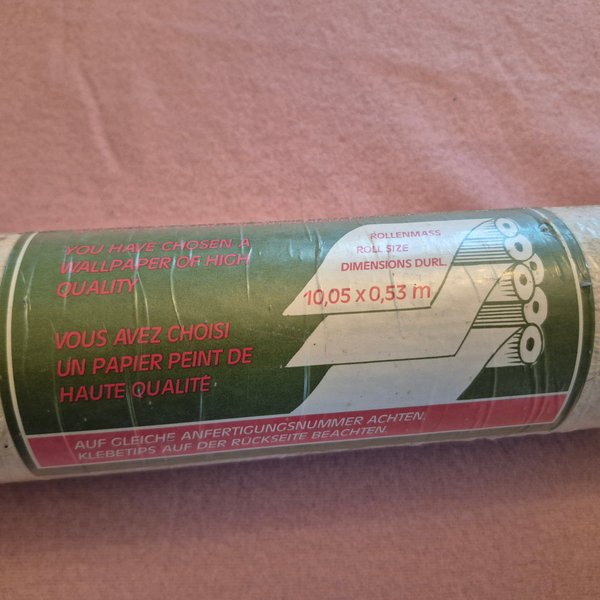 YOU HAVE CHOSEN A
WALLPAPER OF HIGH
QUALITY
VOUS AVEZ CHOISI
UN PAPIER PEINT DE
HAUTE QUALITÉ
ROLLENMASS
ROLL SIZE
DIMENSIONS DURL.
10,05 x 0,53 m
AUF GLEICHE ANFERTIGUNGSNUMMER ACHTEN,
KLEBETIPS AUF DER RÜCKSEITE BEACHTEN.